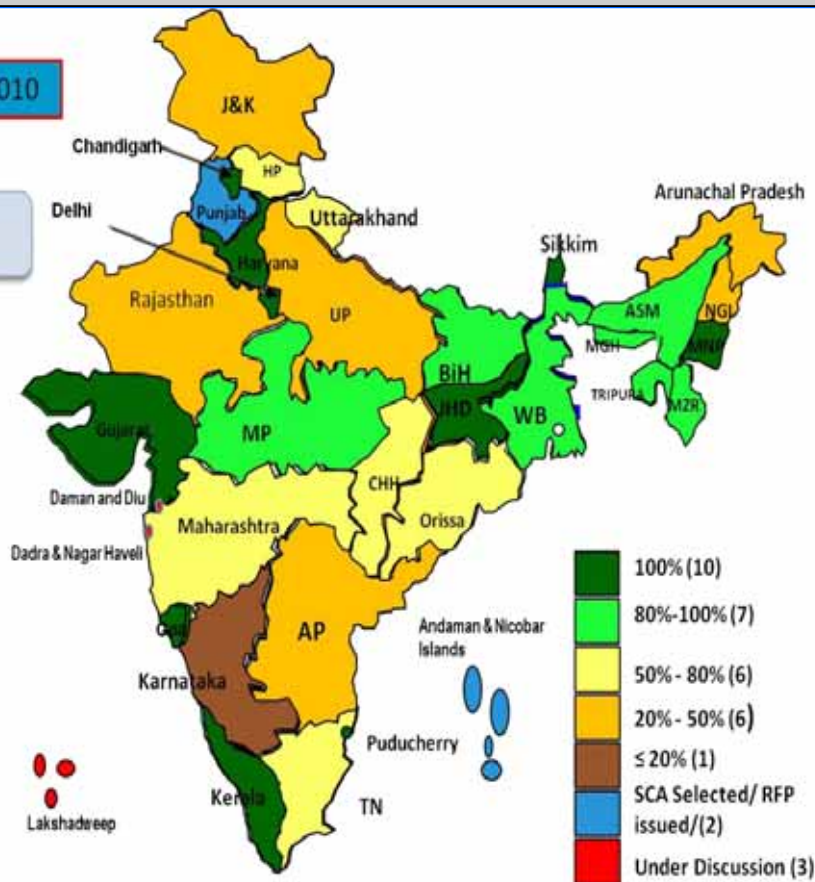 010
J&K
Chandigarh
HP
Arunachal Pradesh
Delhi
Punjab
Uttarakhand
Sikkim
Haryana
Rajasthan
UP
ASM
NGL
MGH
MNP
BiH
TRIPURA
MZR
JHD
WB
Gujarat
MP
CHH
Daman and Diu
Maharashtra
Orissa
Dadra & Nagar Haveli
100% (10)
80%-100% (7)
Goa
AP
Andaman & Nicobar
Islands
50% - 80% (6)
Karnataka
20% - 50% (6)
Puducherry
≤ 20% (1)
Kerala
TN
SCA Selected/ RFP
issued/(2)
Lakshadweep
Under Discussion (3)